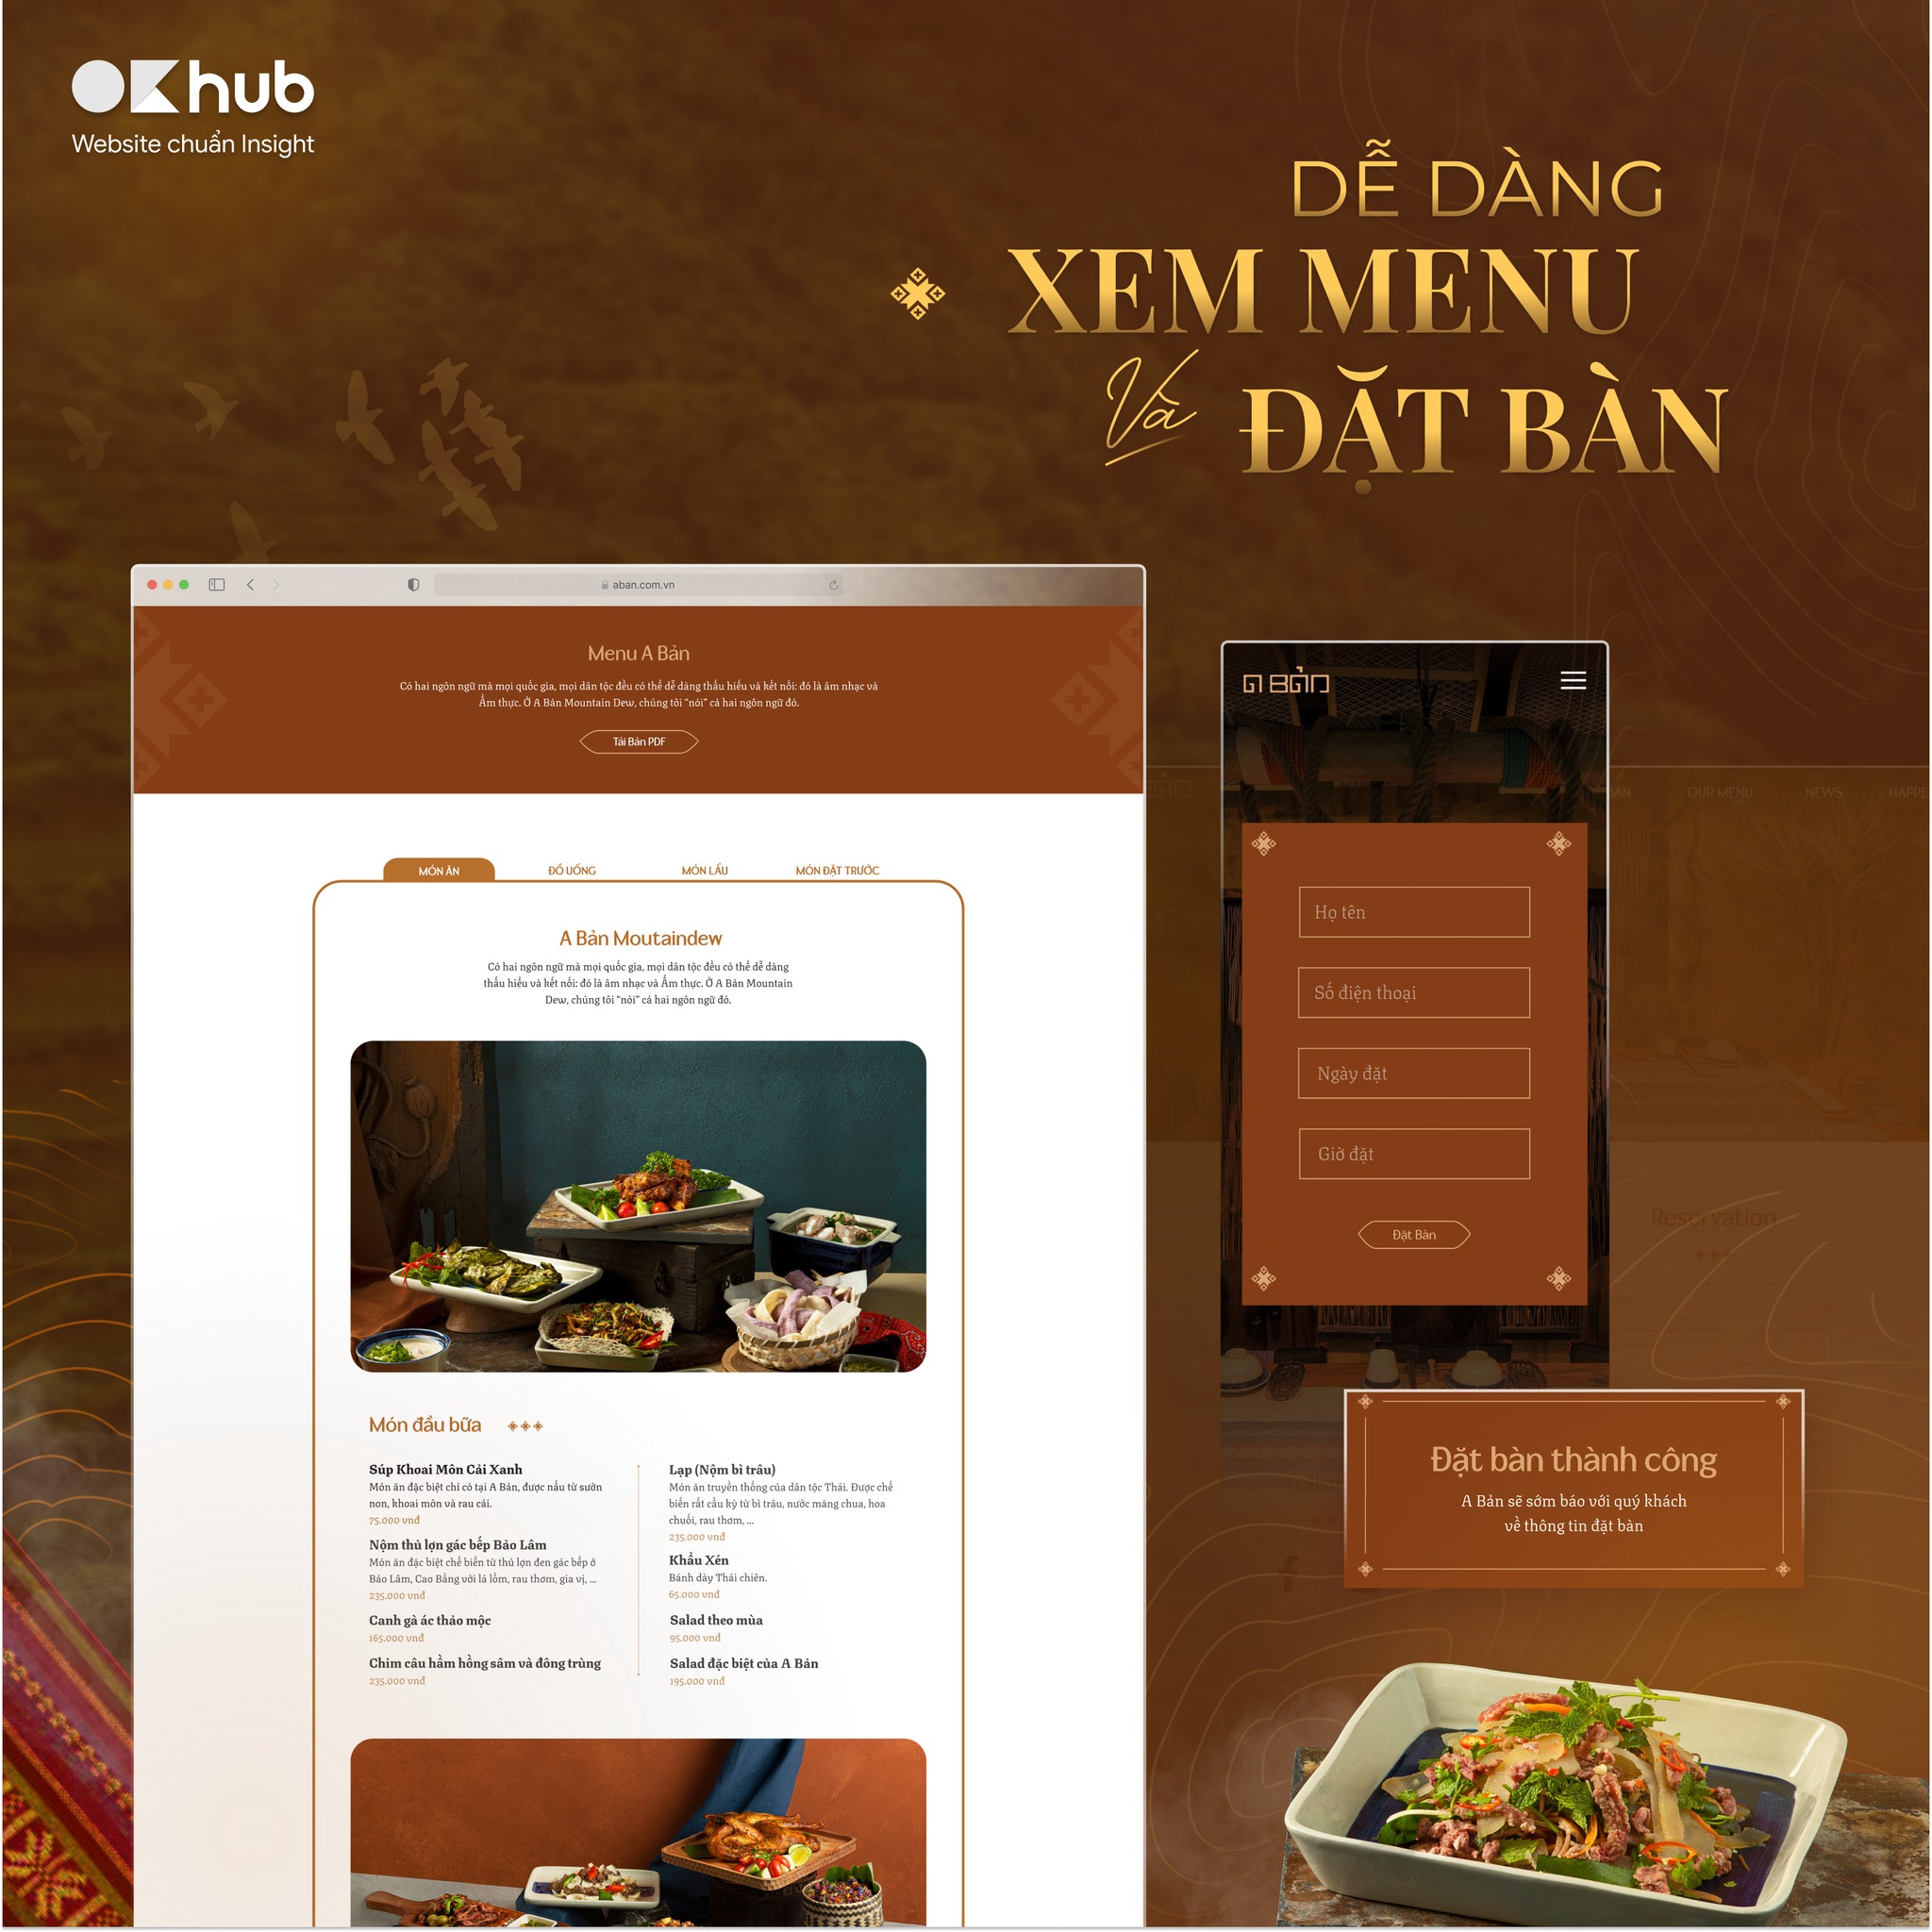 OKhub
Website chuẩn Insight
DỄ DÀNG
XEM MENU
Và ĐẶT BÀN
aban.com.vn
Menu A Bản
Có hai ngôn ngữ mà mọi quốc gia, mọi dân tộc đều có thể dễ dàng thấu hiểu và kết nối: đó là âm nhạc và
Ẩm thực. Ở A Bản Mountain Dew, chúng tôi "nói" cả hai ngôn ngữ đó.
Tải Bản PDF
MÓN ĂN
ĐỒ UỐNG
MÓN LẨU
MÓN ĐẶT TRƯỚC
A Bản Moutaindew
Có hai ngôn ngữ mà mọi quốc gia, mọi dân tộc đều có thể dễ dàng
thấu hiểu và kết nối: đó là âm nhạc và Ẩm thực. Ở A Bản Mountain
Dew, chúng tôi "nói" cả hai ngôn ngữ đó.
Món đầu bữa
Súp Khoai Môn Cải Xanh
Món ăn đặc biệt chỉ có tại A Bản, được nấu từ sườn
non, khoai môn và rau cải.
75.000 vnđ
Nộm thủ lợn gác bếp Bảo Lâm
Món ăn đặc biệt chế biến từ thủ lợn đen gác bếp ở
Bảo Lâm, Cao Bằng với lá lồm, rau thơm, gia vị, ...
235.000 vnđ
Canh gà ác thảo mộc
165.000 vnđ
Chim câu hầm hồng sâm và đông trùng
235.000 vnđ
Lạp (Nộm bì trâu)
Món ăn truyền thống của dân tộc Thái. Được chế
biến rất cầu kỳ từ bì trâu, nước măng chua, hoa
chuối, rau thơm, ...
235.000 vnđ
Khẩu Xén
Bánh dày Thái chiên.
65.000 vnđ
Salad theo mùa
95.000 vnđ
Salad đặc biệt của A Bản
195.000 vnđ
A BẢN
Họ tên
Số điện thoại
Ngày đặt
Giờ đặt
Đặt Bàn
OUR MENU
NEWS
HAPPE
Reservation
Đặt bàn thành công
A Bản sẽ sớm báo với quý khách
về thông tin đặt bàn